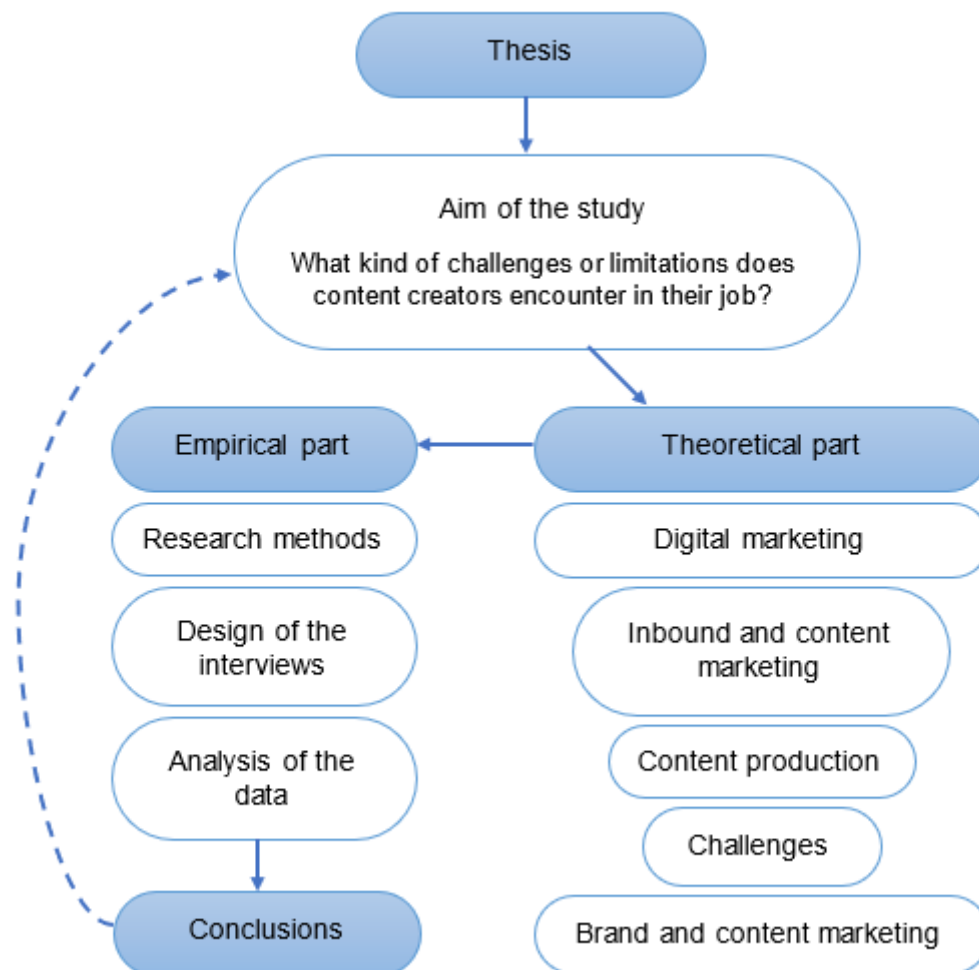 Thesis
Aim of the study
What kind of challenges or limitations does
content creators encounter in their job?
Empirical part
Theoretical part
Research methods
Digital marketing
Design of the
interviews
Inbound and content
marketing
Analysis of the
data
Content production
Challenges
Conclusions
Brand and content marketing